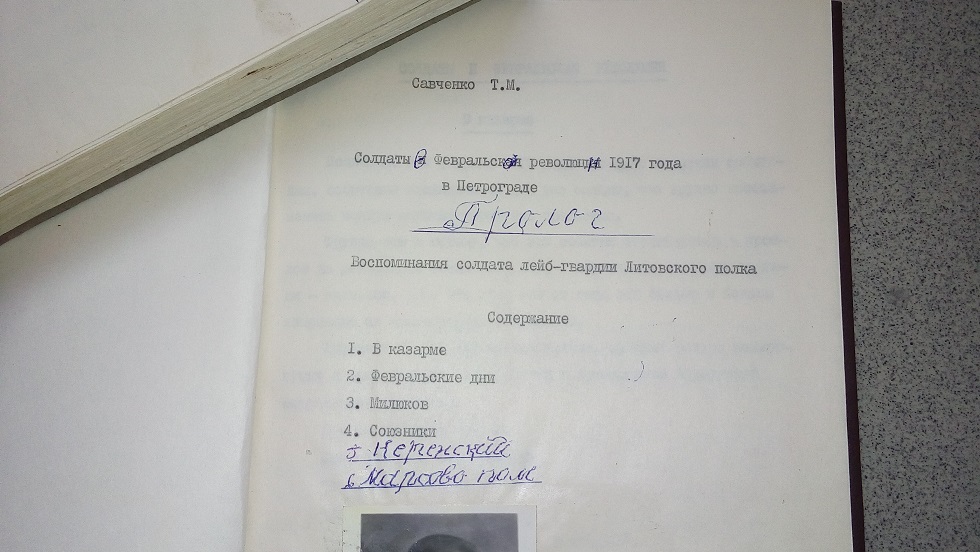 Савченко Т.М.
Солдаты в Февральской революции 1917 года
в Петрограде
Пролог
Воспоминания солдата лейб-гвардии Литовского полка
Содержание
1. В казарме
2. Февральские дни
3. Милюков
4. Союзники
5 Керенский
6 Марсово поле